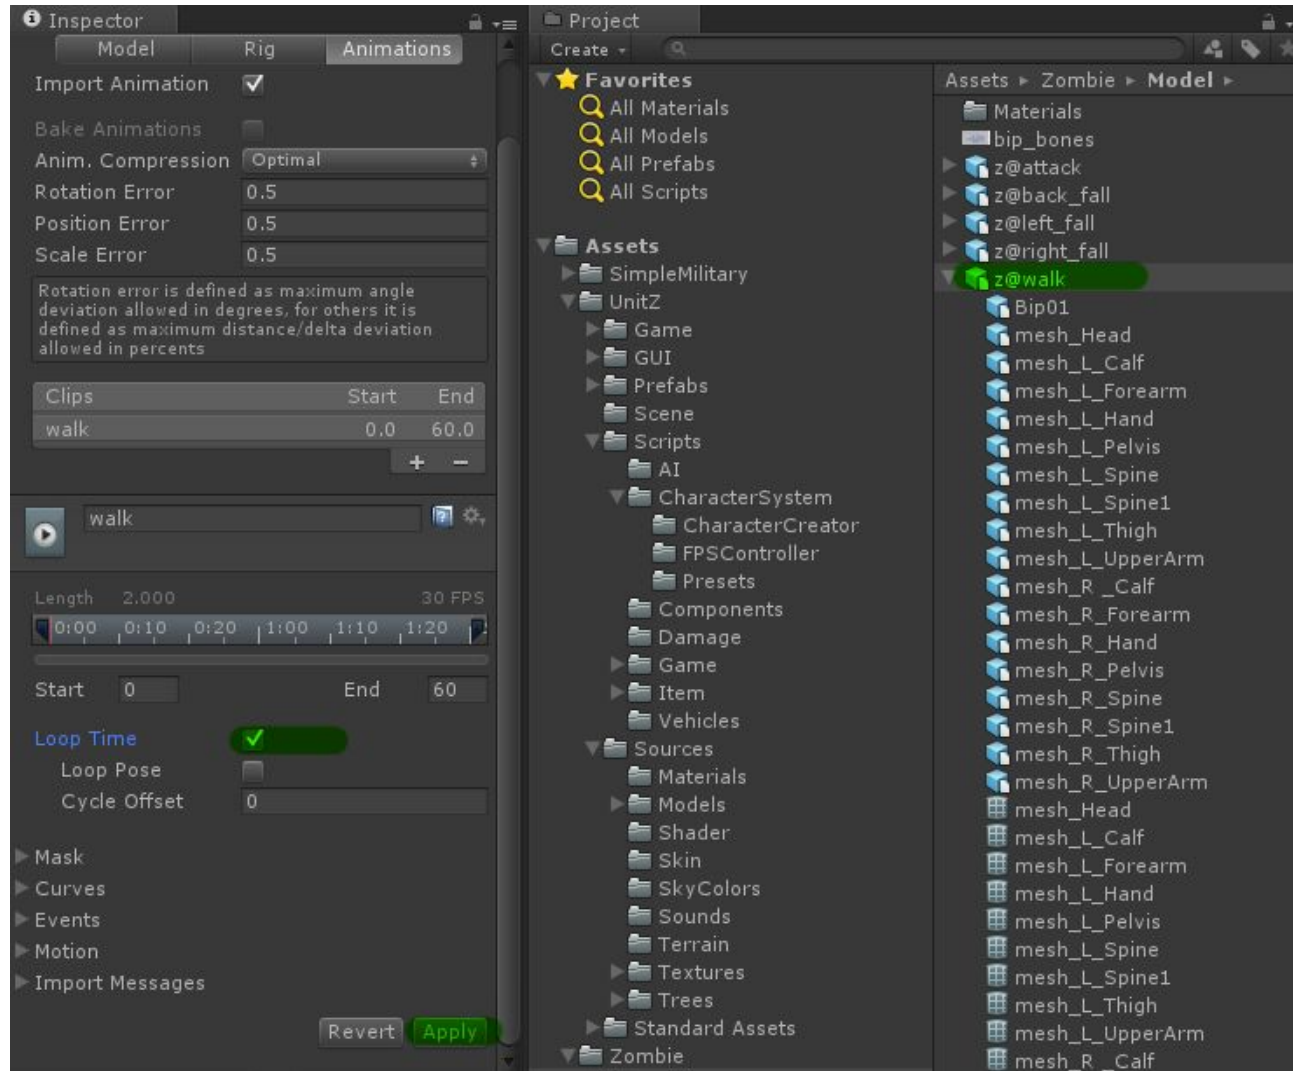 Inspector
Model Rig Animations
Import Animation
Bake Animations
Anim. Compression Optimal
Rotation Error 0.5
Position Error 0.5
Scale Error 0.5
Rotation error is defined as maximum angle
deviation allowed in degrees, for others it is
defined as maximum distance/delta deviation
allowed in percents
Clips Start End
walk 0.0 60.0
+ −
walk
Length 2.000 30 FPS
0:00 0:10 0:20 1:00 1:10 1:20
Start 0 End 60
Loop Time
Loop Pose
Cycle Offset 0
Mask
Curves
Events
Motion
Import Messages
Revert Apply
Project
Create
Favorites
All Materials
All Models
All Prefabs
All Scripts
Assets
SimpleMilitary
UnitZ
Game
GUI
Prefabs
Scene
Scripts
AI
CharacterSystem
CharacterCreator
FPSController
Presets
Components
Damage
Game
Item
Vehicles
Sources
Materials
Models
Shader
Skin
SkyColors
Sounds
Terrain
Textures
Trees
Standard Assets
Zombie
Assets ▸ Zombie ▸ Model ▸
Materials
bip_bones
z@attack
z@back_fall
z@left_fall
z@right_fall
z@walk
Bip01
mesh_Head
mesh_L_Calf
mesh_L_Forearm
mesh_L_Hand
mesh_L_Pelvis
mesh_L_Spine
mesh_L_Spine1
mesh_L_Thigh
mesh_L_UpperArm
mesh_R _Calf
mesh_R_Forearm
mesh_R_Hand
mesh_R_Pelvis
mesh_R_Spine
mesh_R_Spine1
mesh_R_Thigh
mesh_R_UpperArm
mesh_Head
mesh_L_Calf
mesh_L_Forearm
mesh_L_Hand
mesh_L_Pelvis
mesh_L_Spine
mesh_L_Spine1
mesh_L_Thigh
mesh_L_UpperArm
mesh_R _Calf